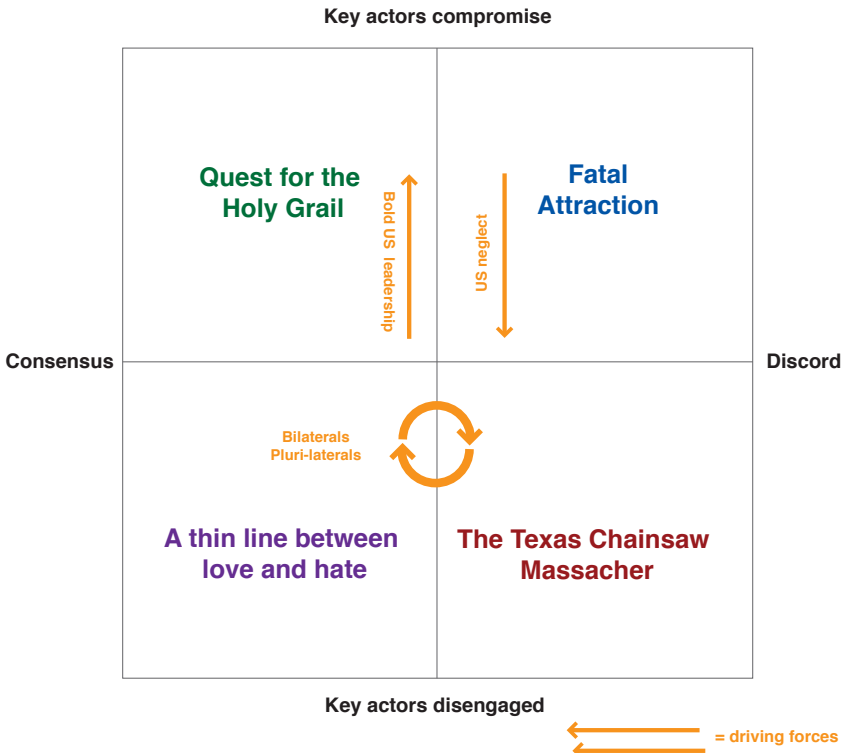 Key actors compromise
Quest for the
Holy Grail
Bold US leadership
US neglect
Fatal
Attraction
Consensus
Discord
Bilaterals
Pluri-laterals
A thin line between
love and hate
The Texas Chainsaw
Massacher
Key actors disengaged
= driving forces